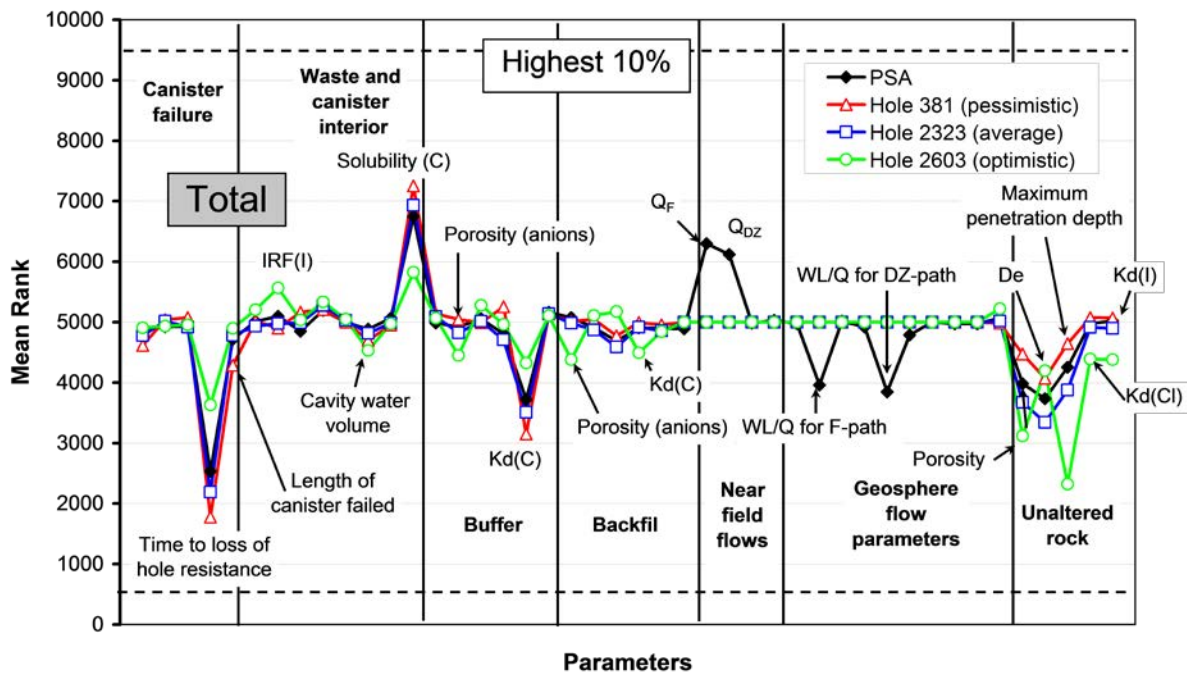 10000
9000
8000
7000
6000
5000
4000
3000
2000
1000
0
Mean Rank
Parameters
Highest 10%
Total
PSA
Hole 381 (pessimistic)
Hole 2323 (average)
Hole 2603 (optimistic)
Canister
failure
Waste and
canister
interior
Solubility (C)
IRF(I)
Cavity water
volume
Length of
canister failed
Time to loss of
hole resistance
Porosity (anions)
Kd(C)
Buffer
Porosity (anions)
Kd(C)
Backfil
QF
QDZ
Near
field
flows
WL/Q for DZ-path
WL/Q for F-path
Geosphere
flow
parameters
Maximum
penetration depth
De
Kd(I)
Kd(Cl)
Porosity
Unaltered
rock